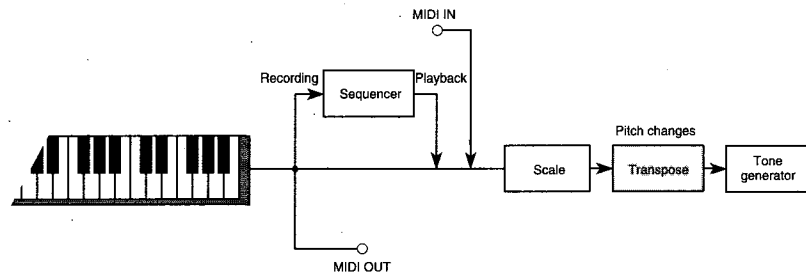 MIDI IN
Recording
Playback
Sequencer
Pitch changes
Scale
Transpose
Tone
generator
MIDI OUT